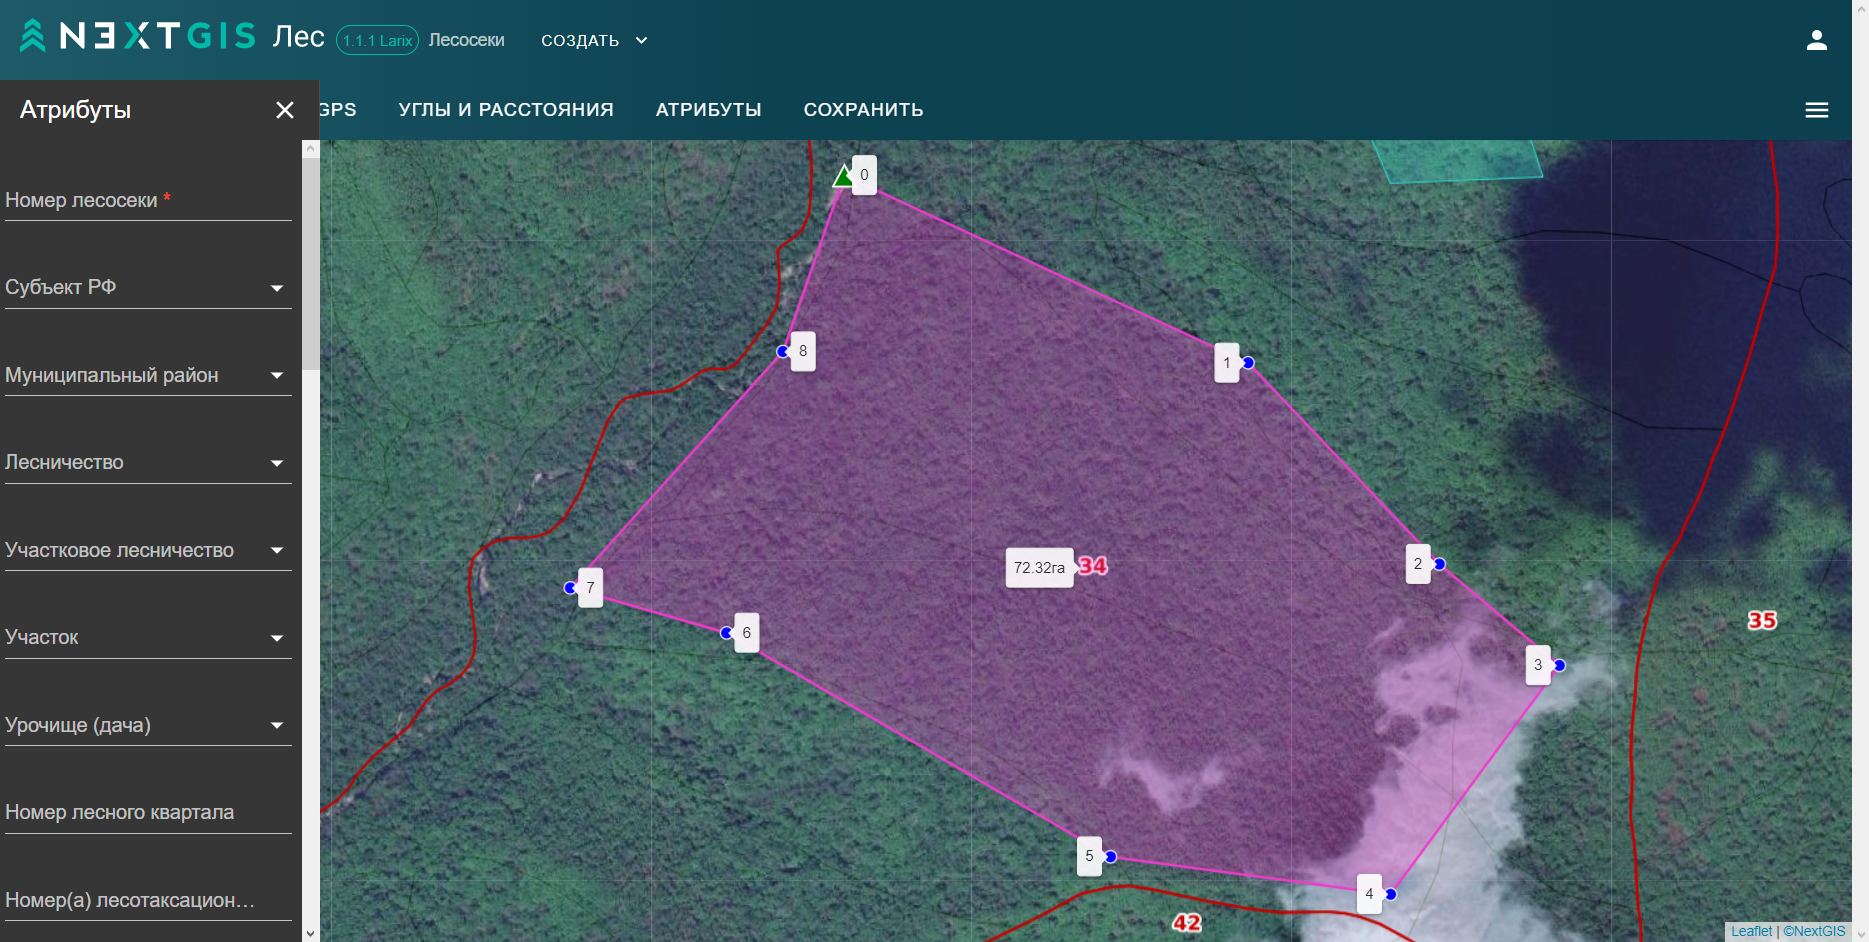 NEXTGIS Лес 1.1.1 Larix Лесосеки СОЗДАТЬ
Атрибуты
GPS УГЛЫ И РАССТОЯНИЯ АТРИБУТЫ СОХРАНИТЬ
Номер лесосеки *
Субъект РФ
Муниципальный район
Лесничество
Участковое лесничество
Участок
Урочище (дача)
Номер лесного квартала
Номер(а) лесотаксацион…
0
8
1
2
72.32га 34
7
6
35
3
5
4
42
Leaflet | ©NextGIS